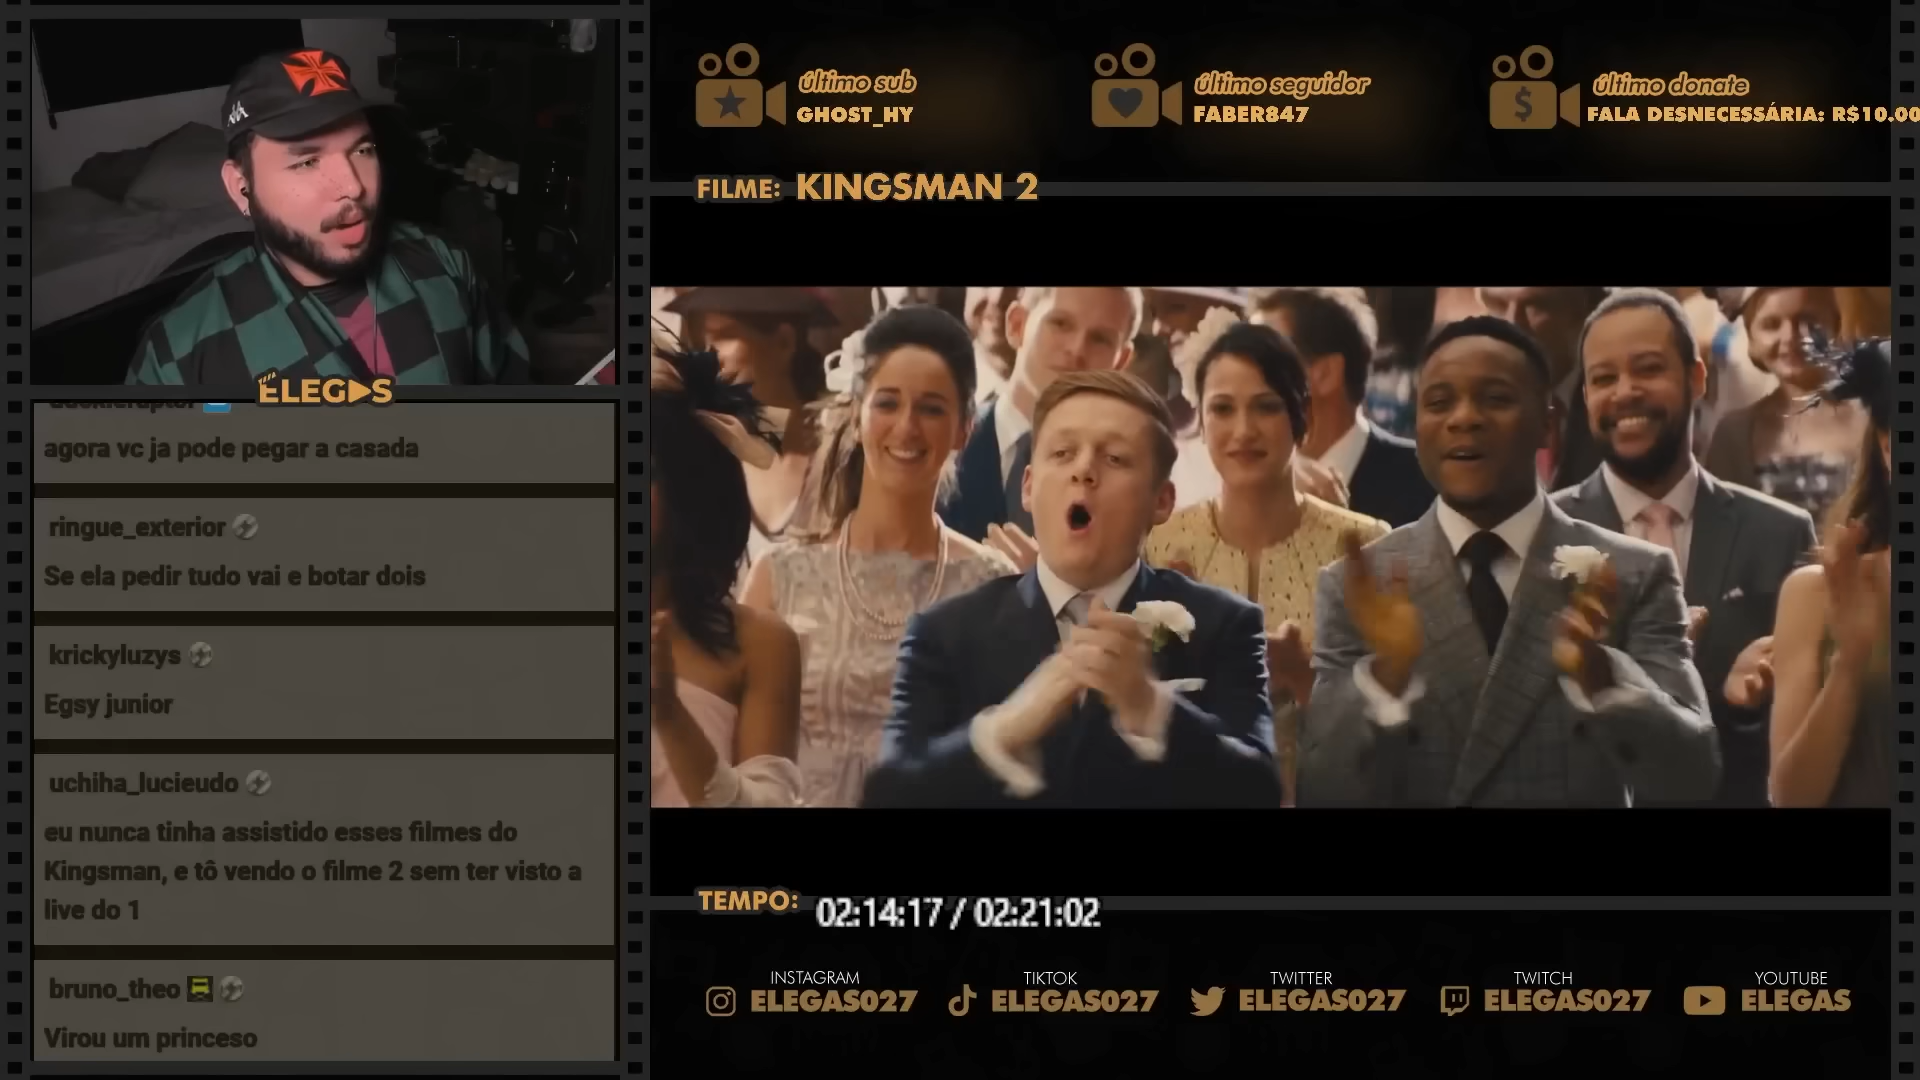 último sub
GHOST_HY
último seguidor
FABER847
último donate
FALA DESNECESSÁRIA: R$10.00
FILME: KINGSMAN 2
ELEGAS
agora vc ja pode pegar a casada
ringue_exterior
Se ela pedir tudo vai e botar dois
krickyluzys
Egsy junior
uchiha_lucieudo
eu nunca tinha assistido esses filmes do
Kingsman, e tô vendo o filme 2 sem ter visto a
live do 1
bruno_theo
Virou um princeso
TEMPO: 02:14:17 / 02:21:02
INSTAGRAM
ELEGAS027
TIKTOK
ELEGAS027
TWITTER
ELEGAS027
TWITCH
ELEGAS027
YOUTUBE
ELEGAS